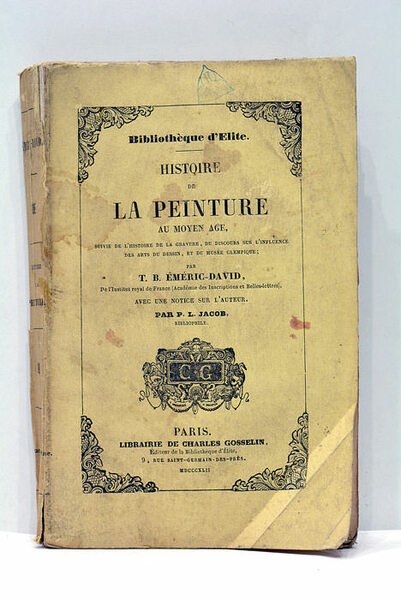 Bibliothèque d'Elite.
HISTOIRE
DE
LA PEINTURE
AU MOYEN AGE,
SUIVIE DE L'HISTOIRE DE LA GRAVURE, DU DISCOURS SUR L'INFLUENCE
DES ARTS DU DESSIN, ET DU MUSÉE OLYMPIQUE;
PAR
T. B. ÉMÉRIC-DAVID,
De l'Institut royal de France (Académie des Inscriptions et Belles-lettres),
AVEC UNE NOTICE SUR L'AUTEUR.
PAR P. L. JACOB,
BIBLIOPHILE.
C G
PARIS.
LIBRAIRIE DE CHARLES GOSSELIN,
Éditeur de la Bibliothèque d'Élite,
9, RUE SAINT-GERMAIN-DES-PRÉS.
MDCCCXLII